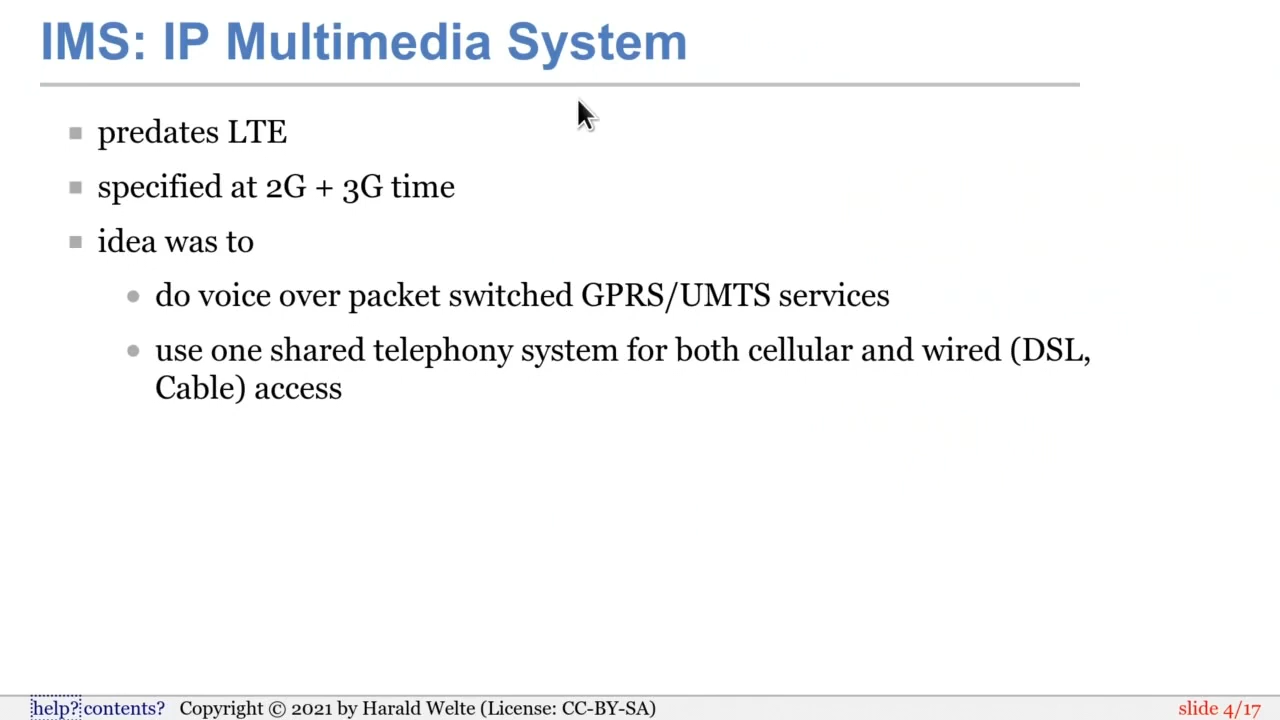 IMS: IP Multimedia System
predates LTE
specified at 2G + 3G time
idea was to
do voice over packet switched GPRS/UMTS services
use one shared telephony system for both cellular and wired (DSL,
Cable) access
help? contents? Copyright © 2021 by Harald Welte (License: CC-BY-SA) slide 4/17